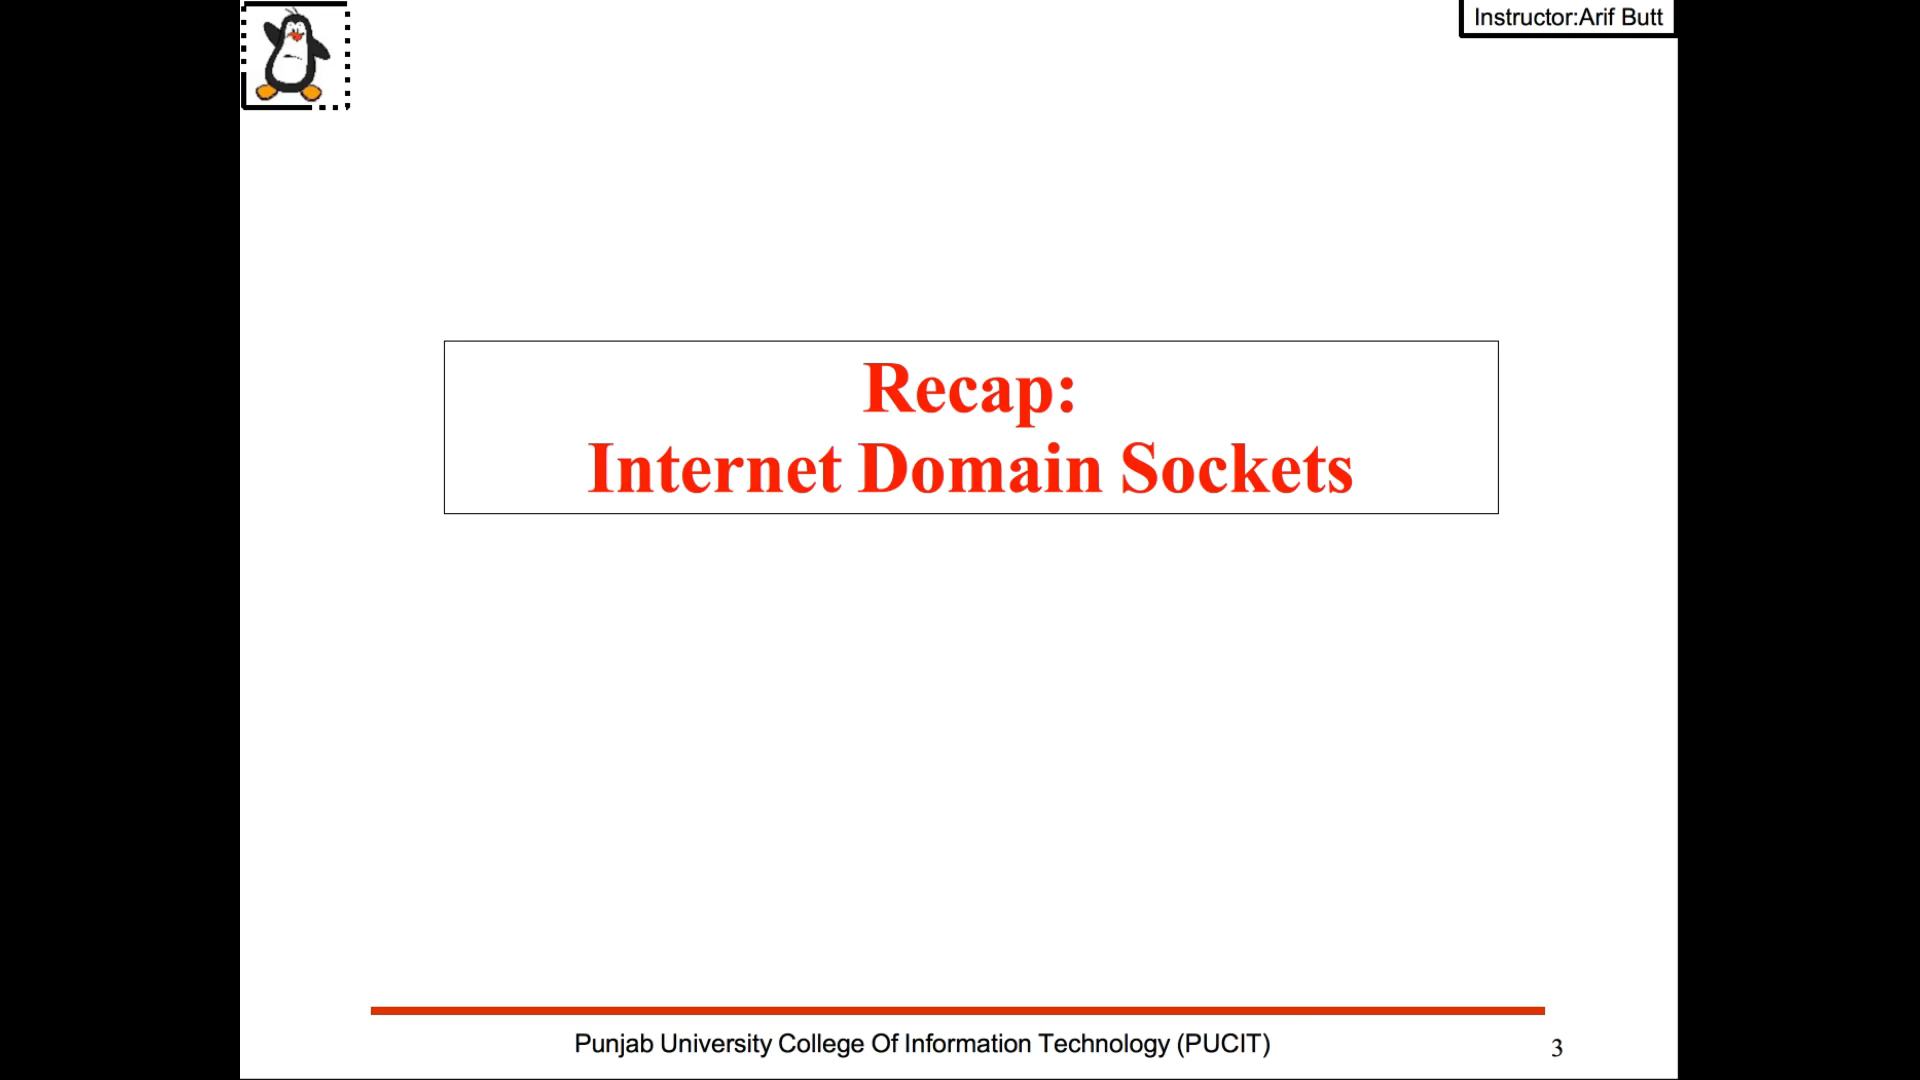 Instructor:Arif Butt
Recap:
Internet Domain Sockets
Punjab University College Of Information Technology (PUCIT)
3